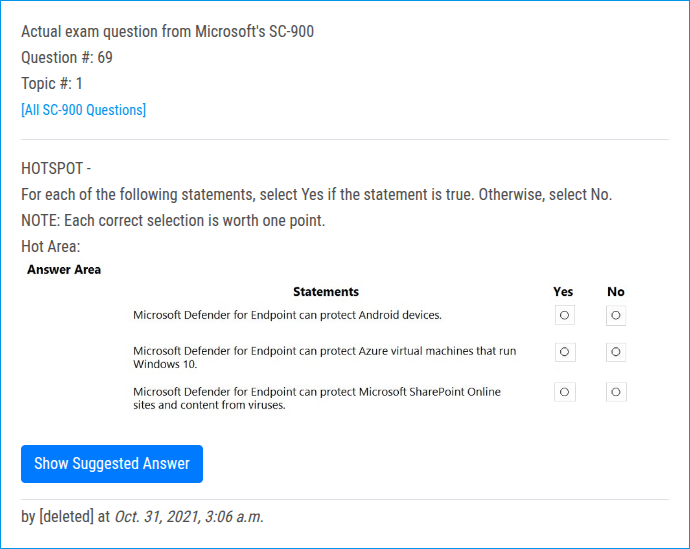 Actual exam question from Microsoft's SC-900
Question #: 69
Topic #: 1
[All SC-900 Questions]
HOTSPOT -
For each of the following statements, select Yes if the statement is true. Otherwise, select No.
NOTE: Each correct selection is worth one point.
Hot Area:
Answer Area
Statements Yes No
Microsoft Defender for Endpoint can protect Android devices.
Microsoft Defender for Endpoint can protect Azure virtual machines that run
Windows 10.
Microsoft Defender for Endpoint can protect Microsoft SharePoint Online
sites and content from viruses.
Show Suggested Answer
by [deleted] at Oct. 31, 2021, 3:06 a.m.